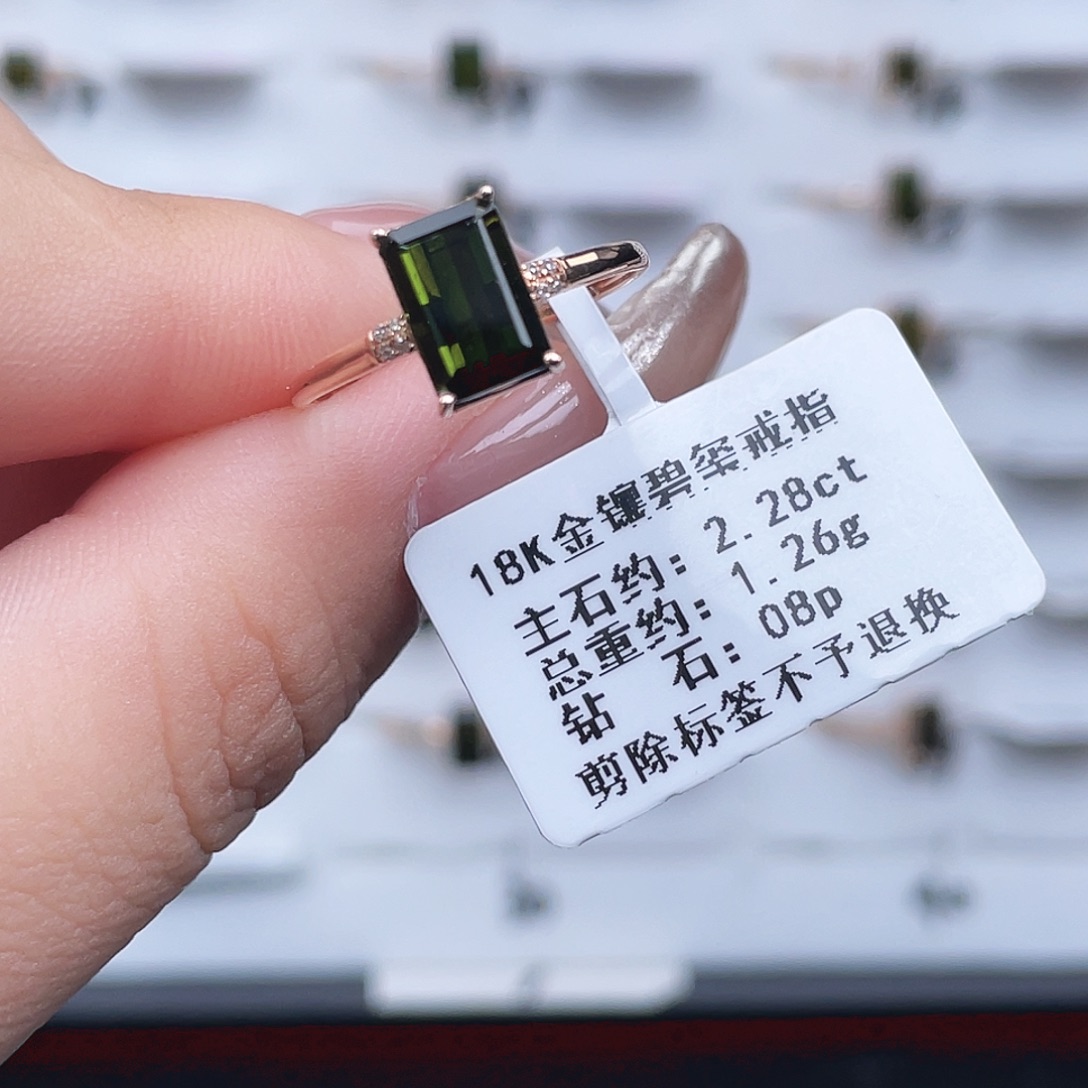 18K金镶碧玺戒指
主石约: 2.28ct
总重约: 1.26g
钻 石: 08p
剪除标签不予退换